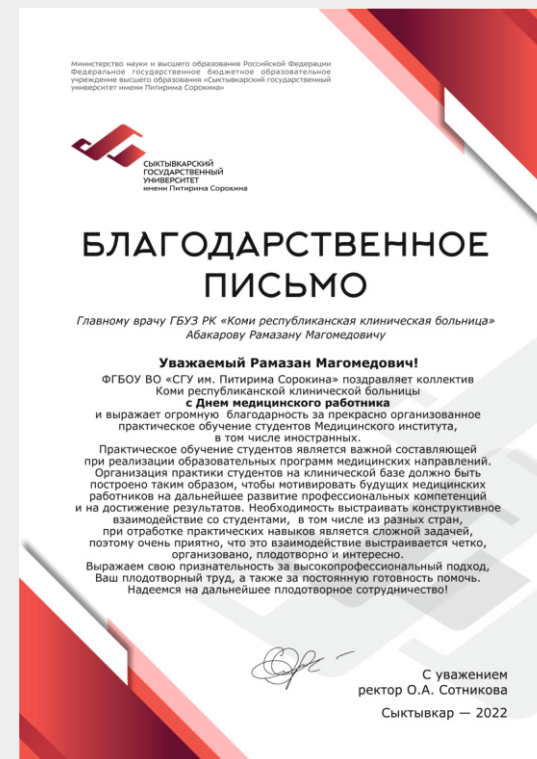 Министерство науки и высшего образования Российской Федерации
Федеральное государственное бюджетное образовательное
учреждение высшего образования «Сыктывкарский государственный
университет имени Питирима Сорокина»
СЫКТЫВКАРСКИЙ
ГОСУДАРСТВЕННЫЙ
УНИВЕРСИТЕТ
имени Питирима Сорокина
БЛАГОДАРСТВЕННОЕ
ПИСЬМО
Главному врачу ГБУЗ РК «Коми республиканская клиническая больница»
Абакарову Рамазану Магомедовичу
Уважаемый Рамазан Магомедович!
ФГБОУ ВО «СГУ им. Питирима Сорокина» поздравляет коллектив
Коми республиканской клинической больницы
с Днем медицинского работника
и выражает огромную благодарность за прекрасно организованное
практическое обучение студентов Медицинского института,
в том числе иностранных.
Практическое обучение студентов является важной составляющей
при реализации образовательных программ медицинских направлений.
Организация практики студентов на клинической базе должно быть
построено таким образом, чтобы мотивировать будущих медицинских
работников на дальнейшее развитие профессиональных компетенций
и на достижение результатов. Необходимость выстраивать конструктивное
взаимодействие со студентами, в том числе из разных стран,
при отработке практических навыков является сложной задачей,
поэтому очень приятно, что это взаимодействие выстраивается четко,
организовано, плодотворно и интересно.
Выражаем свою признательность за высокопрофессиональный подход,
Ваш плодотворный труд, а также за постоянную готовность помочь.
Надеемся на дальнейшее плодотворное сотрудничество!
С уважением
ректор О.А. Сотникова
Сыктывкар — 2022